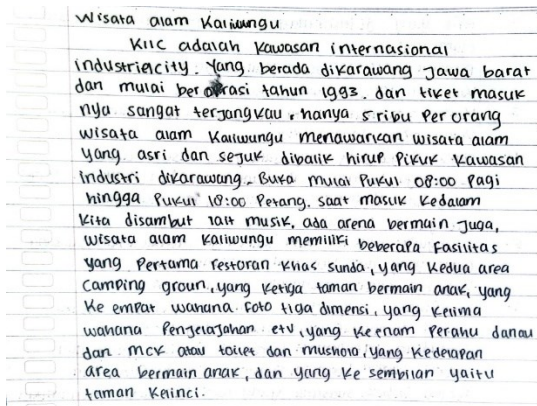 Wisata alam Kaliwungu
KIIC adalah kawasan internasional
industrielcity. Yang berada dikarawang Jawa barat
dan mulai berоprasi tahun 1993. dan tiket masuk
nya sangat terjangkau. hanya 5 ribu Per orang
wisata alam Kaliwungu menawarkan wisata alam
yang asri dan sejuk dibalik hirup Pikuk Kawasan
industri dikarawang. Buka mulai Pukul 08:00 Pagi
hingga Pukul 18:00 Petang. saat masuk kedalam
kita disambut musik, ada arena bermain Juga,
wisata alam kaliwungu memiliki beberapa Fasilitas
yang Pertama restoran khas sunda, yang kedua area
camping groun, yang ketiga taman bermain anak, yang
ke empat wahana foto tiga dimensi, yang kelima
wahana Penjelajahan etv, yang keenam Perahu danau
dan mck atau toilet dan mushola, yang kedelapan
area bermain anak, dan yang ke sembilan yaitu
taman kelinci.